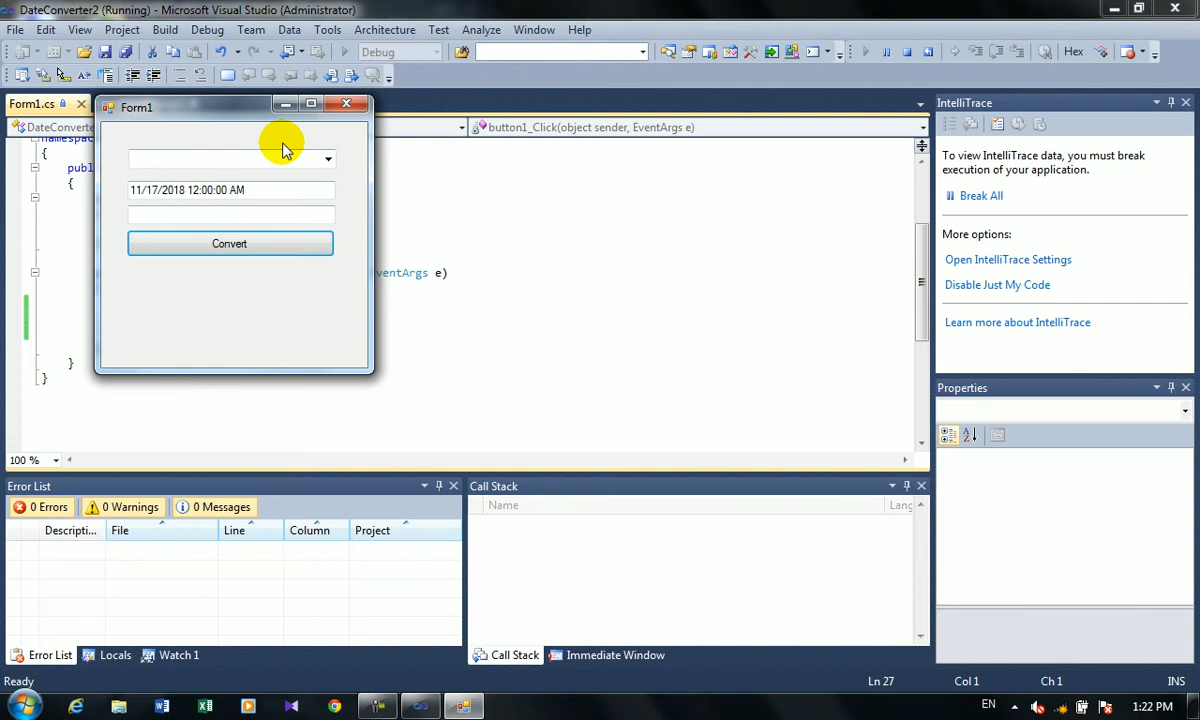 DateConverter2 (Debugging) - Microsoft Visual Studio (Administrator)
File Edit View Project Build Debug Team Data Tools Architecture Test Analyze Window Help
Debug
Hex
Form1.cs
Form1
IntelliTrace
DateConverter
button1_Click(object sender, EventArgs e)
{
publ
{
11/17/2018 12:00:00 AM
Convert
ventArgs e)
}
}
To view IntelliTrace data, you must break
execution of your application.
Break All
More options:
Open IntelliTrace Settings
Disable Just My Code
Learn more about IntelliTrace
Properties
100 %
Error List
Call Stack
0 Errors 0 Warnings 0 Messages
Name Lang
Descripti... File Line Column Project
Error List Locals Watch 1
Call Stack Immediate Window
Ready Ln 27 Col 1 Ch 1 INS
EN 1:22 PM